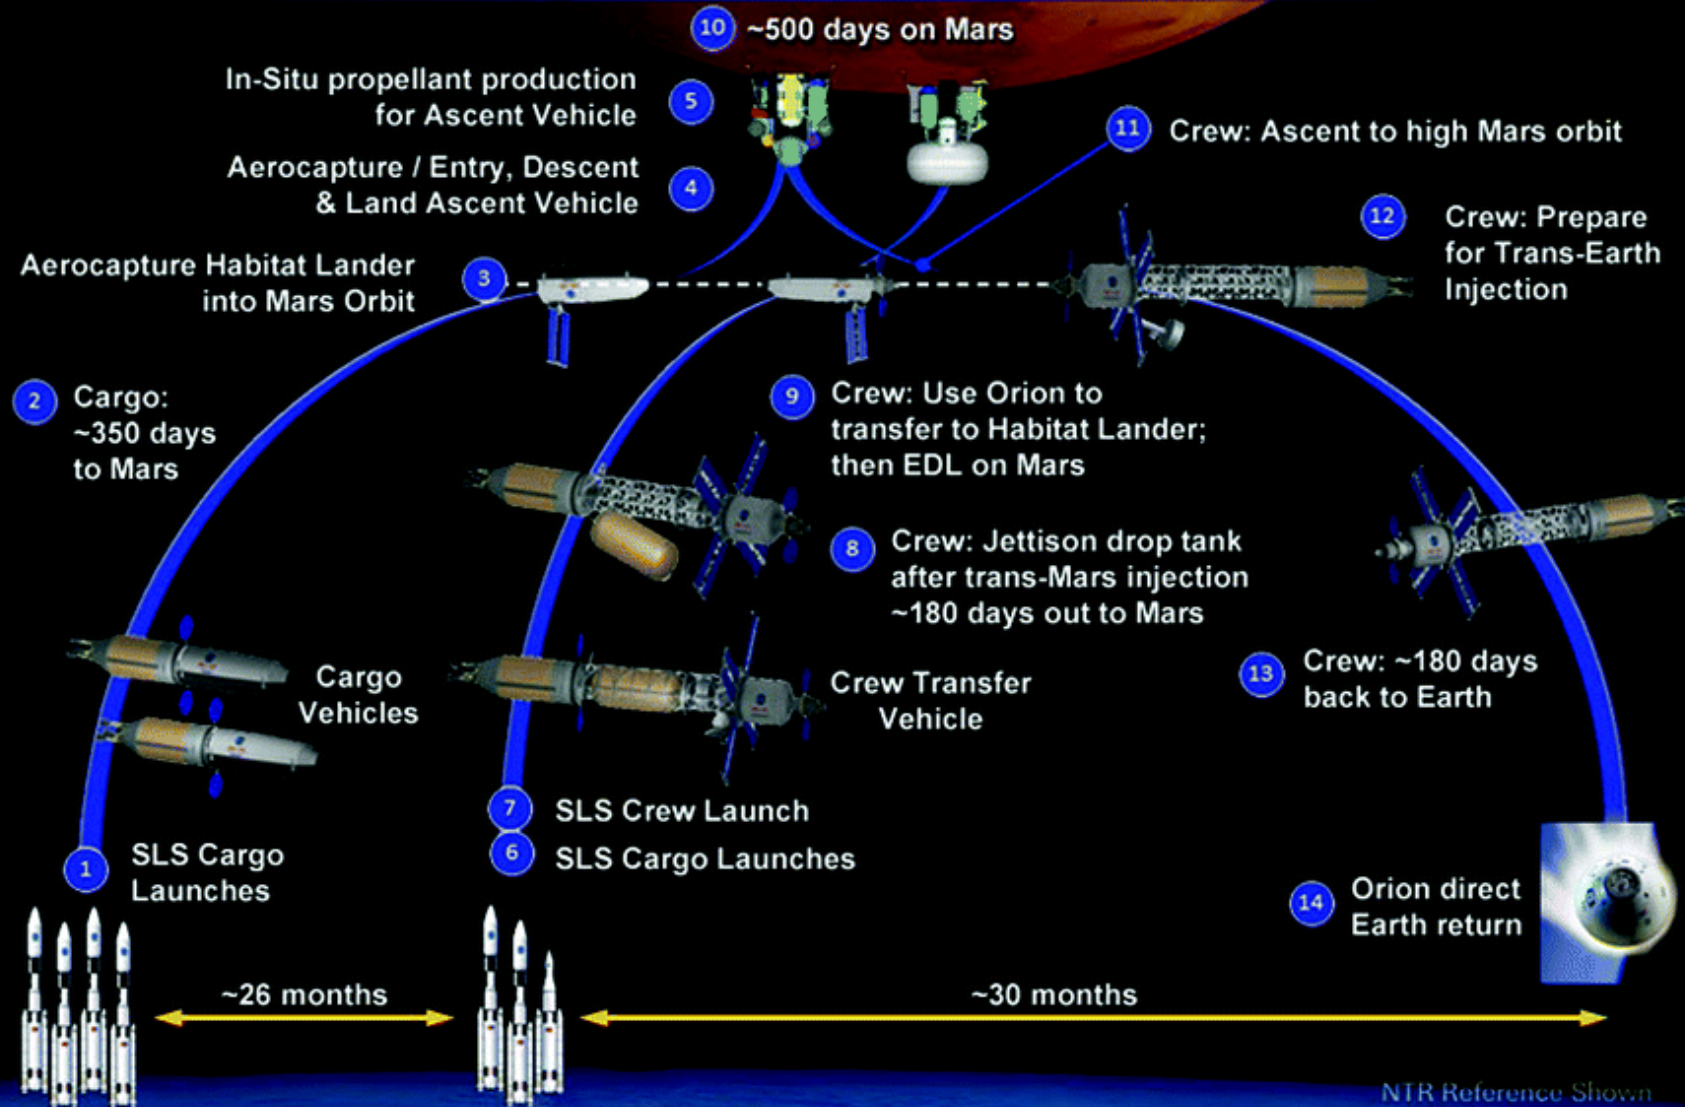 10 ~500 days on Mars
In-Situ propellant production
for Ascent Vehicle
5
Aerocapture / Entry, Descent
& Land Ascent Vehicle
4
11 Crew: Ascent to high Mars orbit
12 Crew: Prepare
for Trans-Earth
Injection
Aerocapture Habitat Lander
into Mars Orbit
3
2 Cargo:
~350 days
to Mars
9 Crew: Use Orion to
transfer to Habitat Lander;
then EDL on Mars
8 Crew: Jettison drop tank
after trans-Mars injection
~180 days out to Mars
Cargo
Vehicles
Crew Transfer
Vehicle
13 Crew: ~180 days
back to Earth
7 SLS Crew Launch
6 SLS Cargo Launches
1 SLS Cargo
Launches
14 Orion direct
Earth return
~26 months
~30 months
NTR Reference Shown